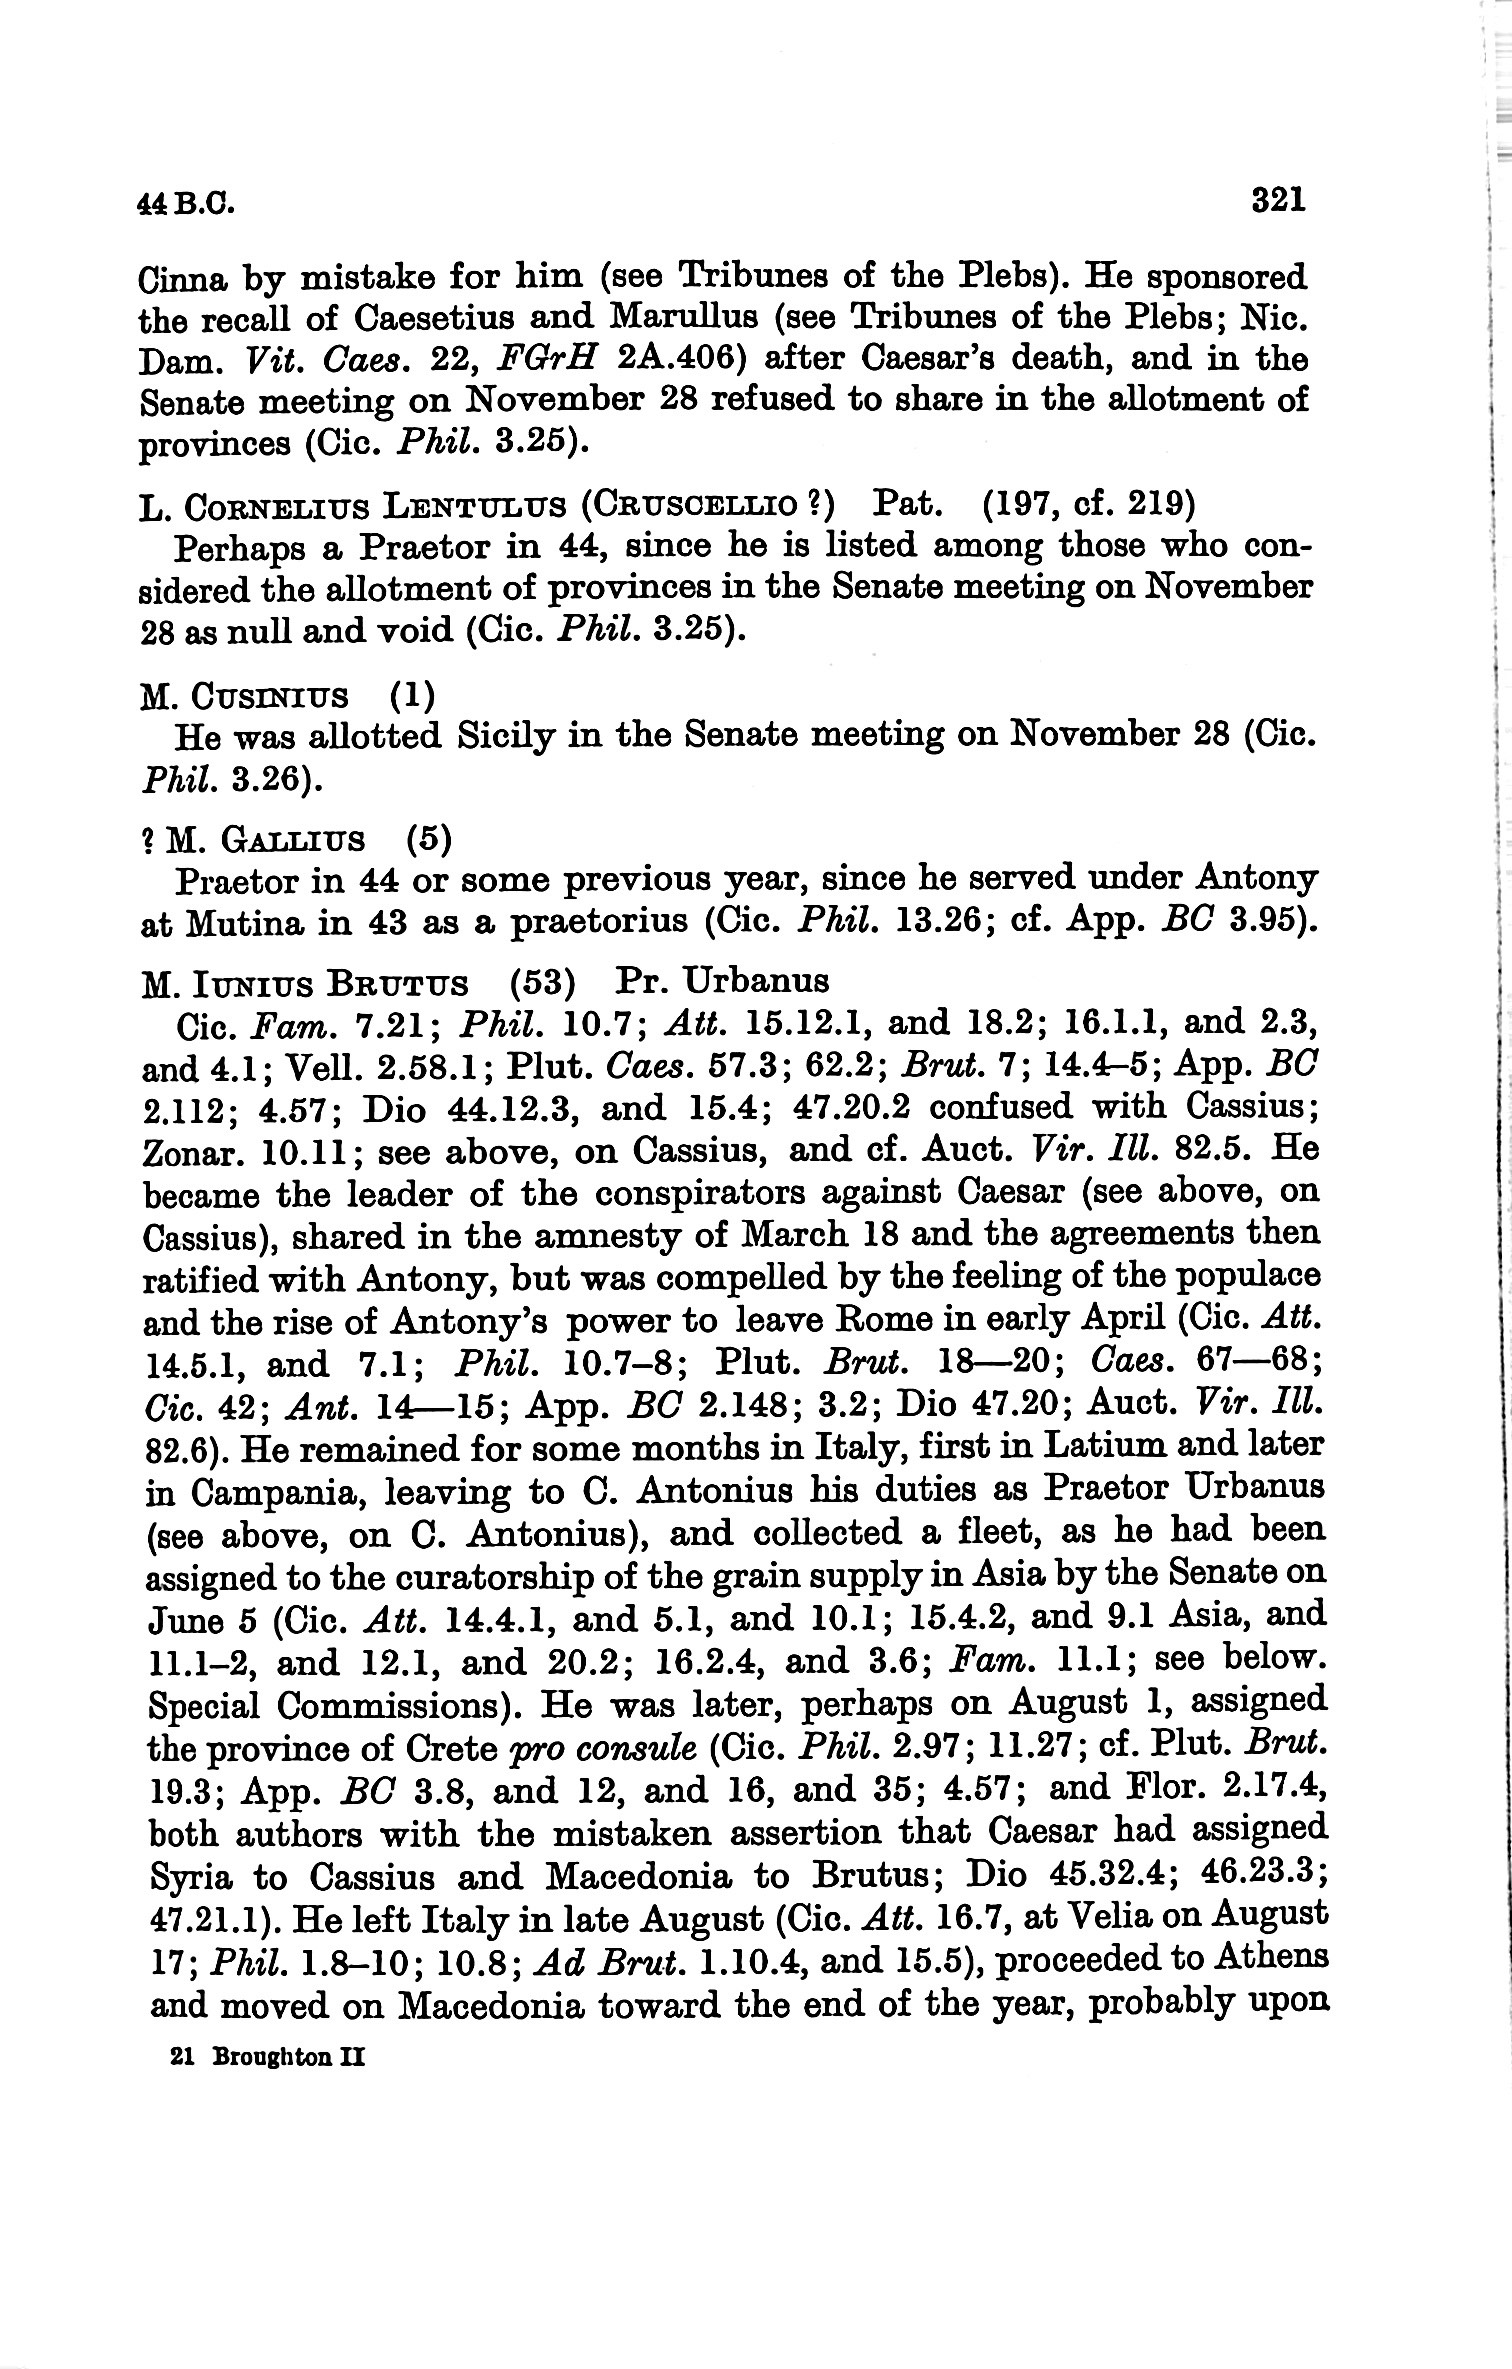 44 B.C. 321
Cinna by mistake for him (see Tribunes of the Plebs). He sponsored
the recall of Caesetius and Marullus (see Tribunes of the Plebs; Nic.
Dam. Vit. Caes. 22, FGrH 2A.406) after Caesar's death, and in the
Senate meeting on November 28 refused to share in the allotment of
provinces (Cic. Phil. 3.25).
L. CORNELIUS LENTULUS (CRUSCELLIO ?) Pat. (197, cf. 219)
Perhaps a Praetor in 44, since he is listed among those who con-
sidered the allotment of provinces in the Senate meeting on November
28 as null and void (Cic. Phil. 3.25).
M. CUSINIUS (1)
He was allotted Sicily in the Senate meeting on November 28 (Cic.
Phil. 3.26).
? M. GALLIUS (5)
Praetor in 44 or some previous year, since he served under Antony
at Mutina in 43 as a praetorius (Cic. Phil. 13.26; cf. App. BC 3.95).
M. IUNIUS BRUTUS (53) Pr. Urbanus
Cic. Fam. 7.21; Phil. 10.7; Att. 15.12.1, and 18.2; 16.1.1, and 2.3,
and 4.1; Vell. 2.58.1; Plut. Caes. 57.3; 62.2; Brut. 7; 14.4–5; App. BC
2.112; 4.57; Dio 44.12.3, and 15.4; 47.20.2 confused with Cassius;
Zonar. 10.11; see above, on Cassius, and cf. Auct. Vir. Ill. 82.5. He
became the leader of the conspirators against Caesar (see above, on
Cassius), shared in the amnesty of March 18 and the agreements then
ratified with Antony, but was compelled by the feeling of the populace
and the rise of Antony's power to leave Rome in early April (Cic. Att.
14.5.1, and 7.1; Phil. 10.7–8; Plut. Brut. 18—20; Caes. 67—68;
Cic. 42; Ant. 14—15; App. BC 2.148; 3.2; Dio 47.20; Auct. Vir. Ill.
82.6). He remained for some months in Italy, first in Latium and later
in Campania, leaving to C. Antonius his duties as Praetor Urbanus
(see above, on C. Antonius), and collected a fleet, as he had been
assigned to the curatorship of the grain supply in Asia by the Senate on
June 5 (Cic. Att. 14.4.1, and 5.1, and 10.1; 15.4.2, and 9.1 Asia, and
11.1–2, and 12.1, and 20.2; 16.2.4, and 3.6; Fam. 11.1; see below.
Special Commissions). He was later, perhaps on August 1, assigned
the province of Crete pro consule (Cic. Phil. 2.97; 11.27; cf. Plut. Brut.
19.3; App. BC 3.8, and 12, and 16, and 35; 4.57; and Flor. 2.17.4,
both authors with the mistaken assertion that Caesar had assigned
Syria to Cassius and Macedonia to Brutus; Dio 45.32.4; 46.23.3;
47.21.1). He left Italy in late August (Cic. Att. 16.7, at Velia on August
17; Phil. 1.8–10; 10.8; Ad Brut. 1.10.4, and 15.5), proceeded to Athens
and moved on Macedonia toward the end of the year, probably upon
21 Broughton II